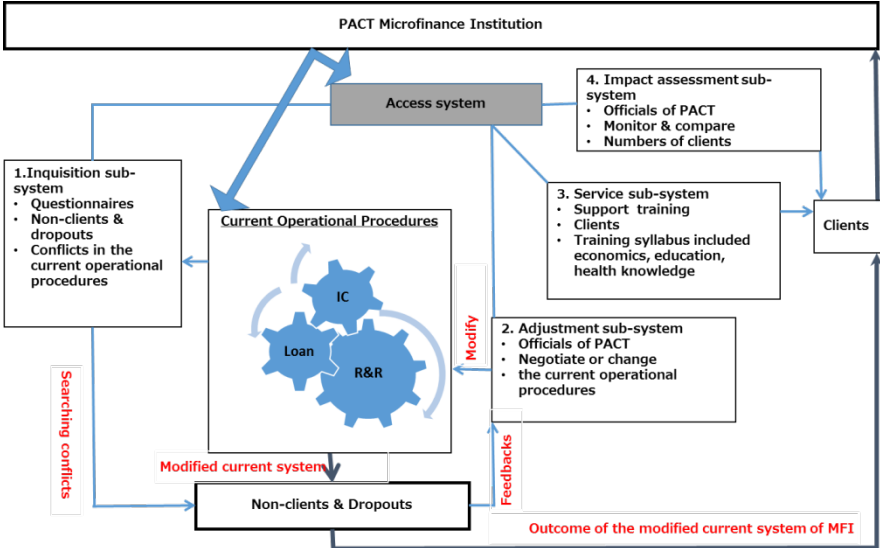 PACT Microfinance Institution
Access system
4. Impact assessment sub-
system
• Officials of PACT
• Monitor & compare
• Numbers of clients
1.Inquisition sub-
system
• Questionnaires
• Non-clients &
dropouts
• Conflicts in the
current operational
procedures
3. Service sub-system
• Support training
• Clients
• Training syllabus included
economics, education,
health knowledge
Clients
Current Operational Procedures
IC
Loan
R&R
Modify
2. Adjustment sub-system
• Officials of PACT
• Negotiate or change
• the current operational
procedures
Searching conflicts
Modified current system
Feedbacks
Non-clients & Dropouts
Outcome of the modified current system of MFI